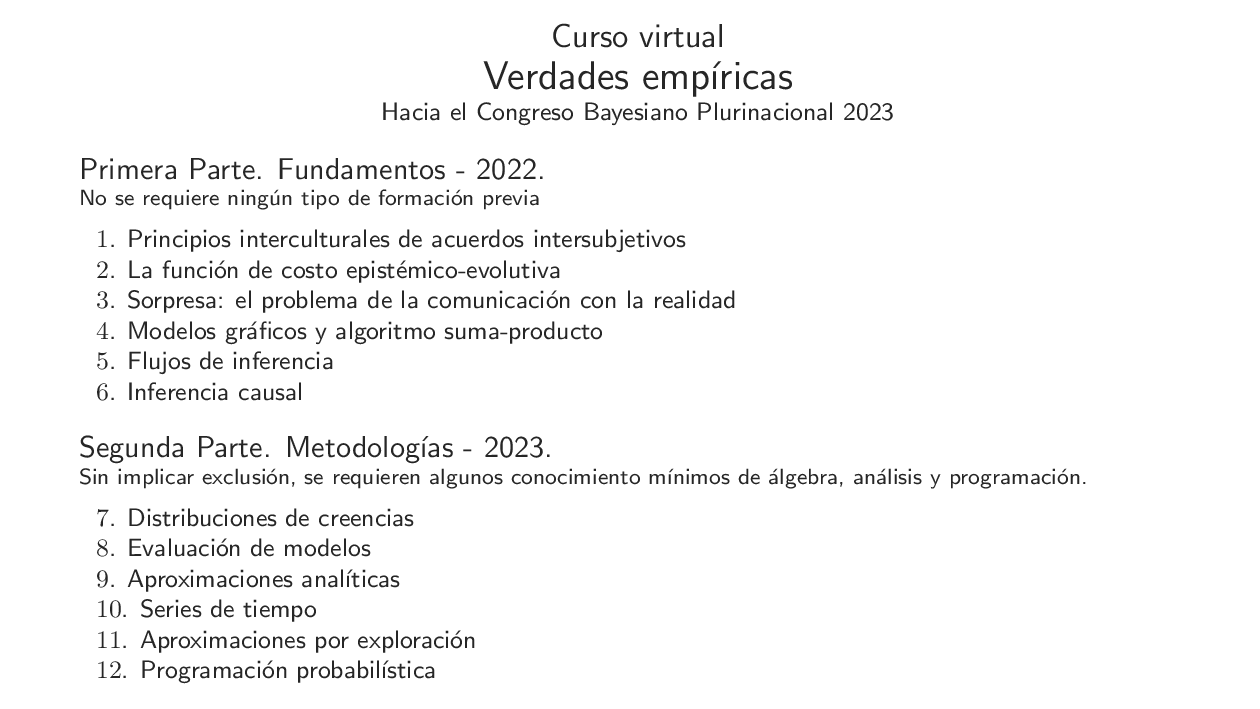 Curso virtual
Verdades empíricas
Hacia el Congreso Bayesiano Plurinacional 2023
Primera Parte. Fundamentos - 2022.
No se requiere ningún tipo de formación previa
1. Principios interculturales de acuerdos intersubjetivos
2. La función de costo epistémico-evolutiva
3. Sorpresa: el problema de la comunicación con la realidad
4. Modelos gráficos y algoritmo suma-producto
5. Flujos de inferencia
6. Inferencia causal
Segunda Parte. Metodologías - 2023.
Sin implicar exclusión, se requieren algunos conocimiento mínimos de álgebra, análisis y programación.
7. Distribuciones de creencias
8. Evaluación de modelos
9. Aproximaciones analíticas
10. Series de tiempo
11. Aproximaciones por exploración
12. Programación probabilística